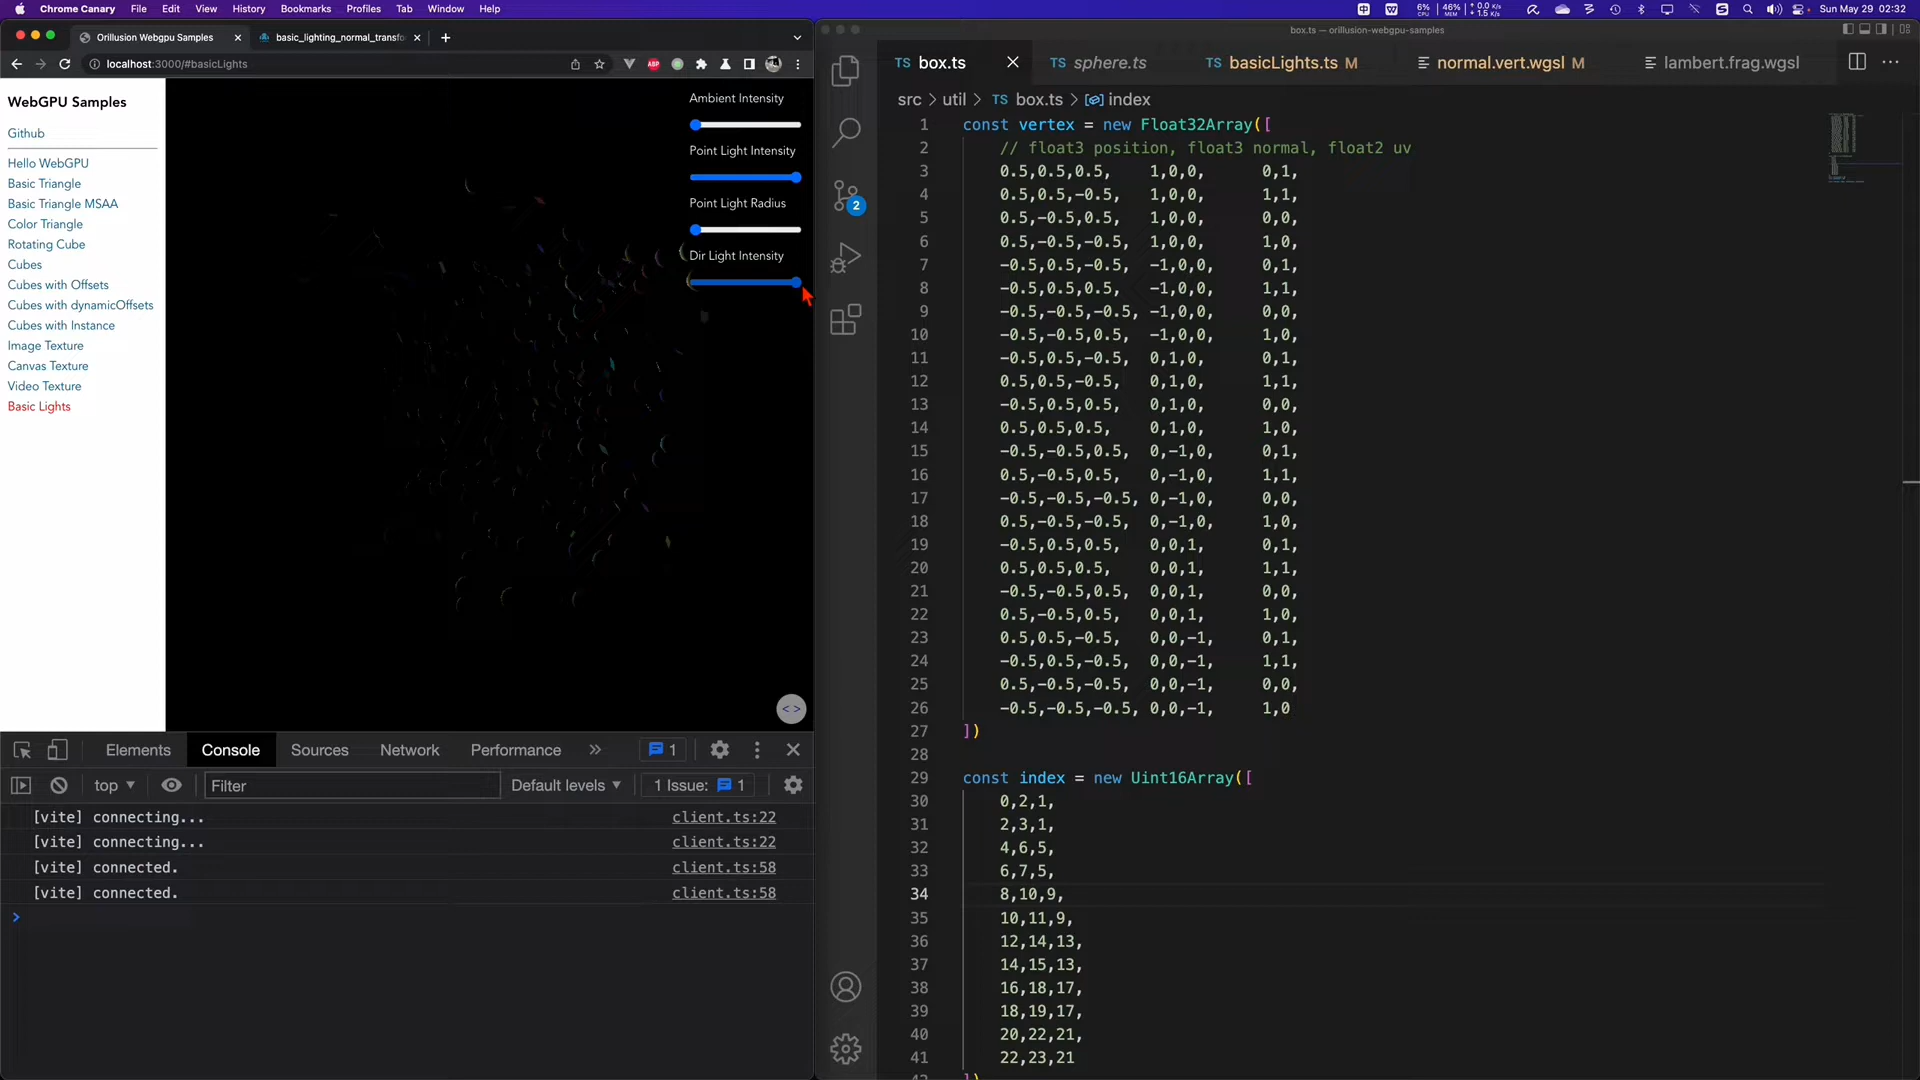 Chrome Canary File Edit View History Bookmarks Profiles Tab Window Help
6% CPU 46% MEM ↑ 0.0 K/s ↓ 1.5 K/s Sun May 29 02:32
Orillusion Webgpu Samples basic_lighting_normal_transfo
localhost:3000/#basicLights
ABP
WebGPU Samples
Github
Hello WebGPU
Basic Triangle
Basic Triangle MSAA
Color Triangle
Rotating Cube
Cubes
Cubes with Offsets
Cubes with dynamicOffsets
Cubes with Instance
Image Texture
Canvas Texture
Video Texture
Basic Lights
Ambient Intensity
Point Light Intensity
Point Light Radius
Dir Light Intensity
< >
Elements Console Sources Network Performance » 1
top Filter Default levels 1 Issue: 1
[vite] connecting... client.ts:22
[vite] connecting... client.ts:22
[vite] connected. client.ts:58
[vite] connected. client.ts:58
>
box.ts — orillusion-webgpu-samples
2
TS box.ts TS sphere.ts TS basicLights.ts M normal.vert.wgsl M lambert.frag.wgsl
src > util > TS box.ts > index
1 const vertex = new Float32Array([
2 // float3 position, float3 normal, float2 uv
3 0.5,0.5,0.5, 1,0,0, 0,1,
4 0.5,0.5,-0.5, 1,0,0, 1,1,
5 0.5,-0.5,0.5, 1,0,0, 0,0,
6 0.5,-0.5,-0.5, 1,0,0, 1,0,
7 -0.5,0.5,-0.5, -1,0,0, 0,1,
8 -0.5,0.5,0.5, -1,0,0, 1,1,
9 -0.5,-0.5,-0.5, -1,0,0, 0,0,
10 -0.5,-0.5,0.5, -1,0,0, 1,0,
11 -0.5,0.5,-0.5, 0,1,0, 0,1,
12 0.5,0.5,-0.5, 0,1,0, 1,1,
13 -0.5,0.5,0.5, 0,1,0, 0,0,
14 0.5,0.5,0.5, 0,1,0, 1,0,
15 -0.5,-0.5,0.5, 0,-1,0, 0,1,
16 0.5,-0.5,0.5, 0,-1,0, 1,1,
17 -0.5,-0.5,-0.5, 0,-1,0, 0,0,
18 0.5,-0.5,-0.5, 0,-1,0, 1,0,
19 -0.5,0.5,0.5, 0,0,1, 0,1,
20 0.5,0.5,0.5, 0,0,1, 1,1,
21 -0.5,-0.5,0.5, 0,0,1, 0,0,
22 0.5,-0.5,0.5, 0,0,1, 1,0,
23 0.5,0.5,-0.5, 0,0,-1, 0,1,
24 -0.5,0.5,-0.5, 0,0,-1, 1,1,
25 0.5,-0.5,-0.5, 0,0,-1, 0,0,
26 -0.5,-0.5,-0.5, 0,0,-1, 1,0
27 ])
28
29 const index = new Uint16Array([
30 0,2,1,
31 2,3,1,
32 4,6,5,
33 6,7,5,
34 8,10,9,
35 10,11,9,
36 12,14,13,
37 14,15,13,
38 16,18,17,
39 18,19,17,
40 20,22,21,
41 22,23,21